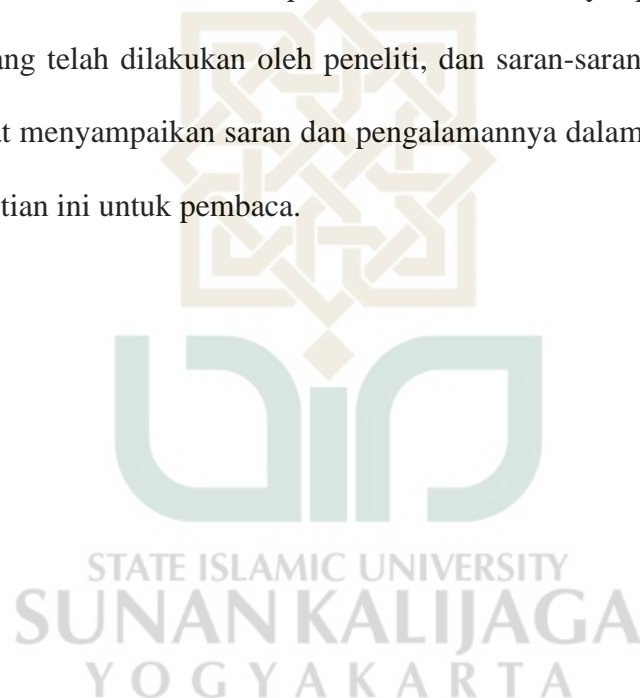 ang telah dilakukan oleh peneliti, dan saran-saran
at menyampaikan saran dan pengalamannya dalam
tian ini untuk pembaca.
STATE ISLAMIC UNIVERSITY
SUNAN KALIJAGA
YOGYAKARTA